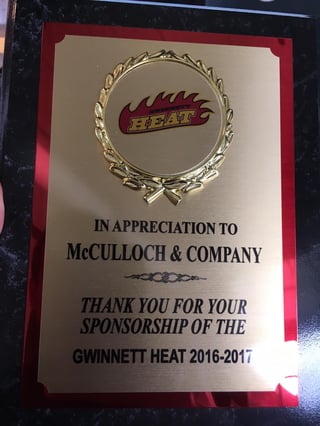 HEAT
IN APPRECIATION TO
McCULLOCH & COMPANY
THANK YOU FOR YOUR
SPONSORSHIP OF THE
GWINNETT HEAT 2016-2017